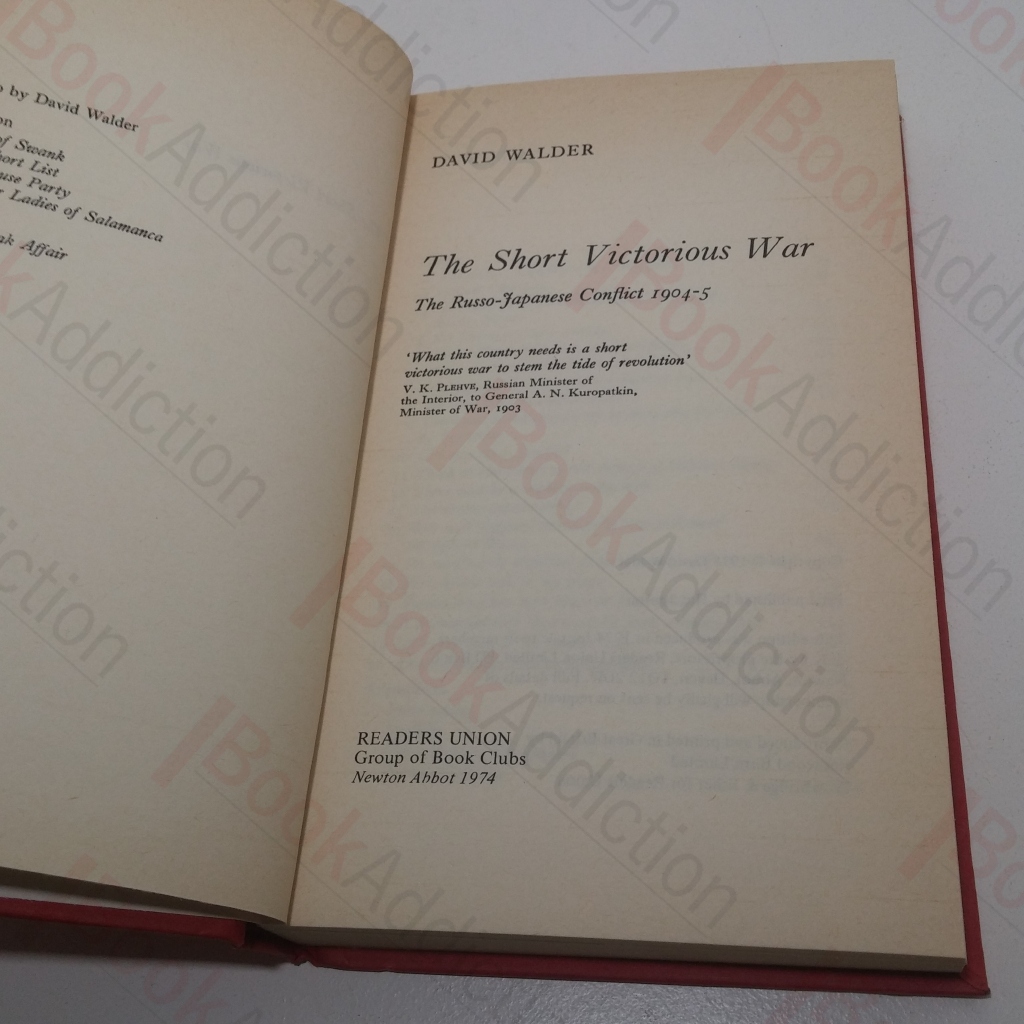 by David Walder
of Swank
Party
Ladies of Salamanca
Affair
DAVID WALDER
The Short Victorious War
The Russo-Japanese Conflict 1904-5
'What this country needs is a short
victorious war to stem the tide of revolution'
V. K. PLEHVE, Russian Minister of
the Interior, to General A. N. Kuropatkin,
Minister of War, 1903
READERS UNION
Group of Book Clubs
Newton Abbot 1974
BookAddiction